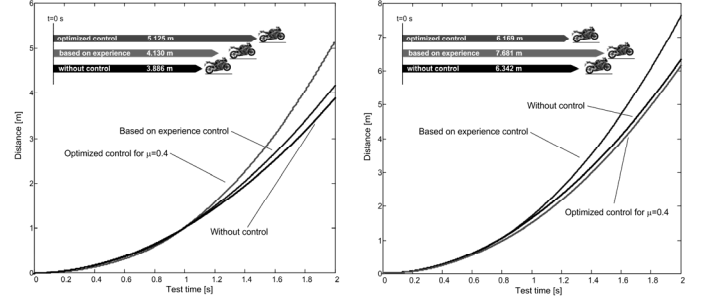 t=0 s
optimized control 5.125 m
based on experience 4.130 m
without control 3.886 m
Based on experience control
Optimized control for μ=0.4
Without control
Distance [m]
6
5
4
3
2
1
0
0 0.2 0.4 0.6 0.8 1 1.2 1.4 1.6 1.8 2
Test time [s]
t=0 s
optimized control 6.169 m
based on experience 7.681 m
without control 6.342 m
Without control
Based on experience control
Optimized control for μ=0.4
Distance [m]
8
7
6
5
4
3
2
1
0
0 0.2 0.4 0.6 0.8 1 1.2 1.4 1.6 1.8 2
Test time [s]